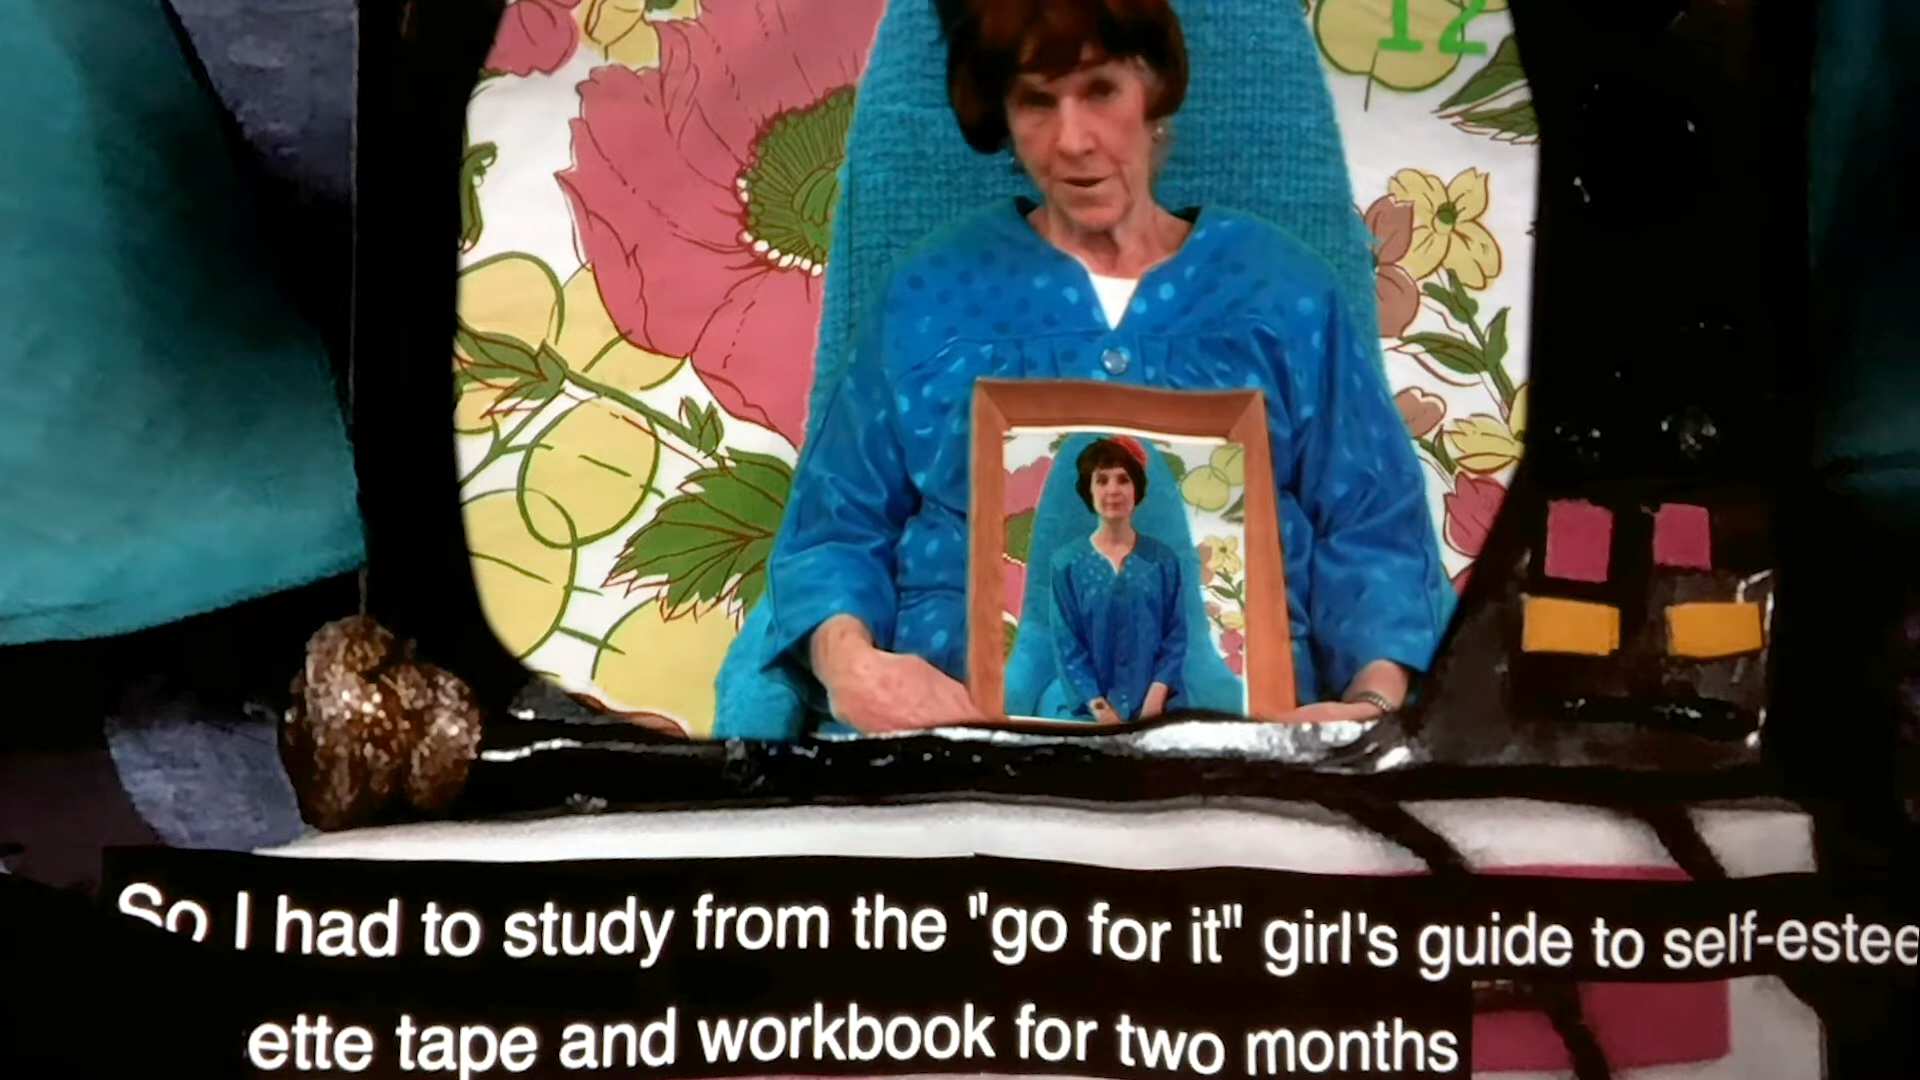 12
So I had to study from the "go for it" girl's guide to self-estee
ette tape and workbook for two months